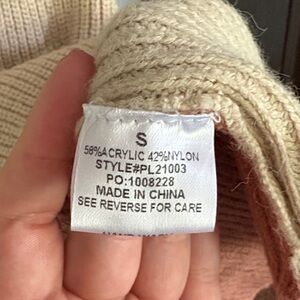 S
58%ACRYLIC 42%NYLON
STYLE#PL21003
PO:1008228
MADE IN CHINA
SEE REVERSE FOR CARE